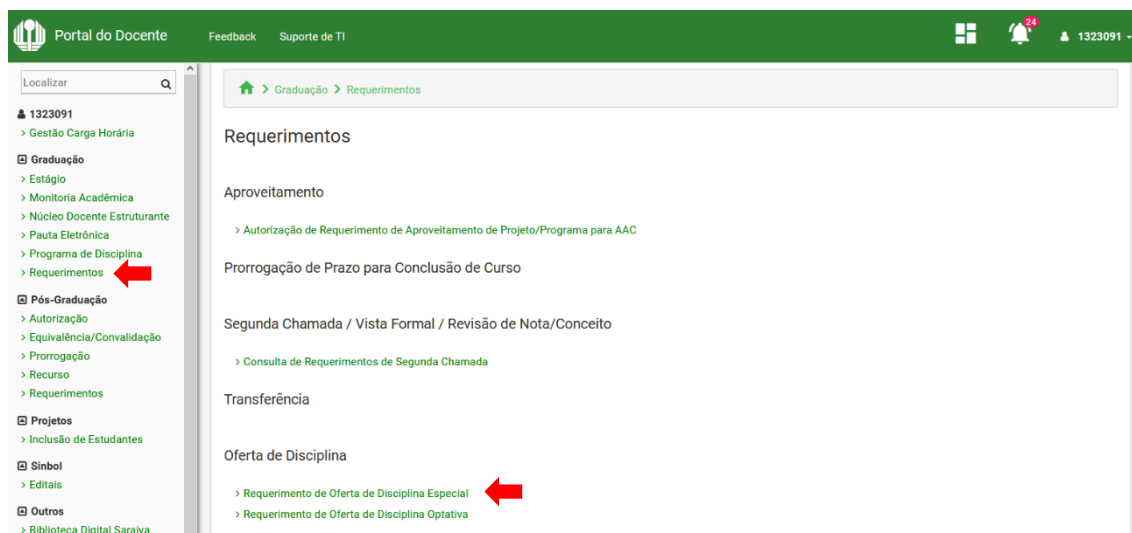 Portal do Docente Feedback Suporte de TI 24 1323091
Localizar
1323091
> Gestão Carga Horária
Graduação
> Estágio
> Monitoria Acadêmica
> Núcleo Docente Estruturante
> Pauta Eletrônica
> Programa de Disciplina
> Requerimentos
Pós-Graduação
> Autorização
> Equivalência/Convalidação
> Prorrogação
> Recurso
> Requerimentos
Projetos
> Inclusão de Estudantes
Sinbol
> Editais
Outros
> Biblioteca Digital Saraiva
> Graduação > Requerimentos
Requerimentos
Aproveitamento
> Autorização de Requerimento de Aproveitamento de Projeto/Programa para AAC
Prorrogação de Prazo para Conclusão de Curso
Segunda Chamada / Vista Formal / Revisão de Nota/Conceito
> Consulta de Requerimentos de Segunda Chamada
Transferência
Oferta de Disciplina
> Requerimento de Oferta de Disciplina Especial
> Requerimento de Oferta de Disciplina Optativa